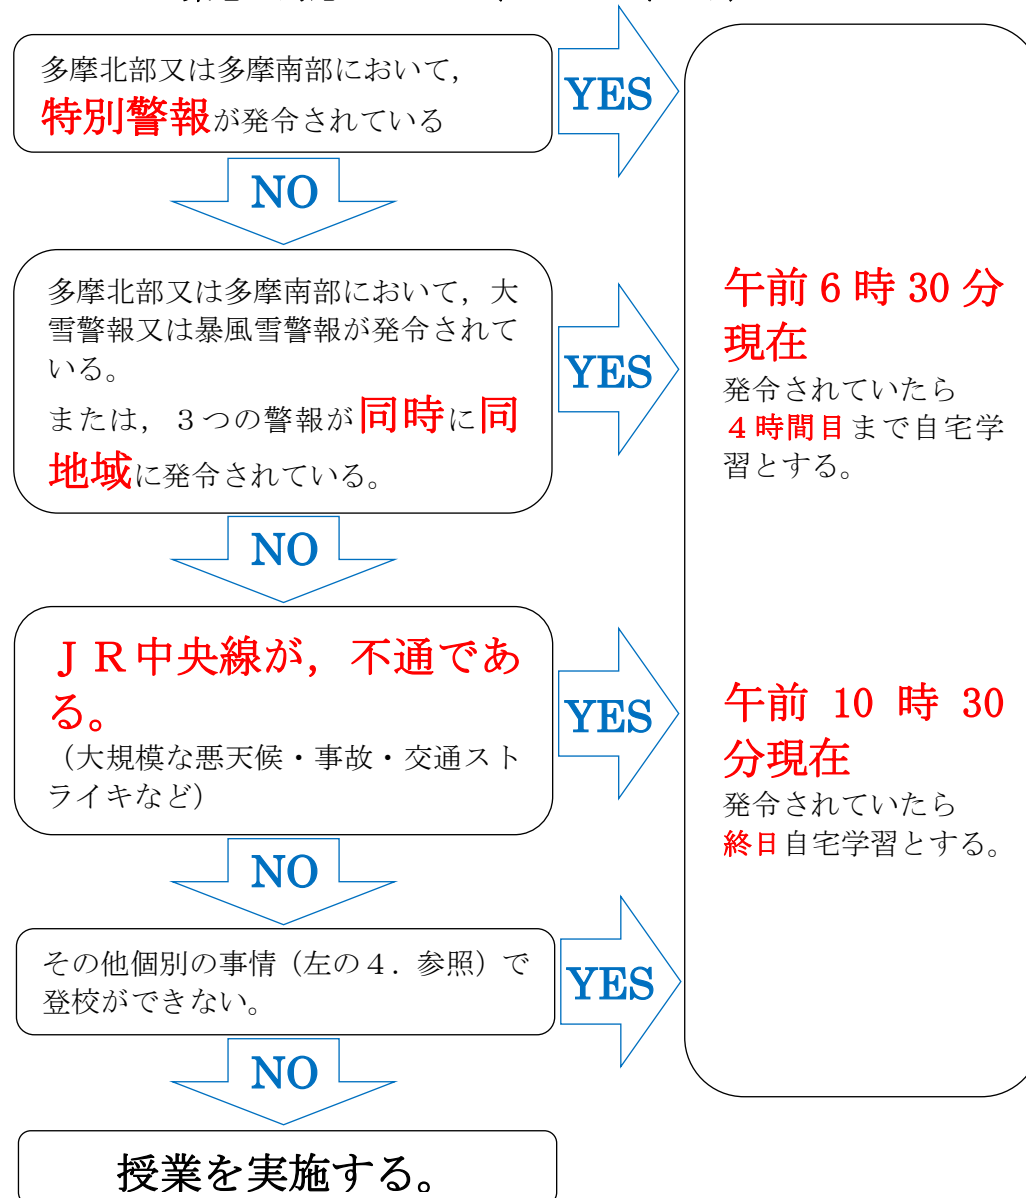 多摩北部又は多摩南部において，
特別警報が発令されている
YES
NO
多摩北部又は多摩南部において，大
雪警報又は暴風雪警報が発令されて
いる。
または，３つの警報が同時に同
地域に発令されている。
YES
NO
ＪＲ中央線が，不通であ
る。
（大規模な悪天候・事故・交通スト
ライキなど）
YES
NO
その他個別の事情（左の４．参照）で
登校ができない。
YES
NO
授業を実施する。
午前 6 時 30 分
現在
発令されていたら
４時間目まで自宅学
習とする。
午前 10 時 30
分現在
発令されていたら
終日自宅学習とする。